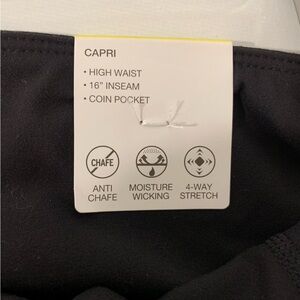 CAPRI
• HIGH WAIST
• 16" INSEAM
• COIN POCKET
CHAFE
ANTI CHAFE
MOISTURE WICKING
4-WAY STRETCH